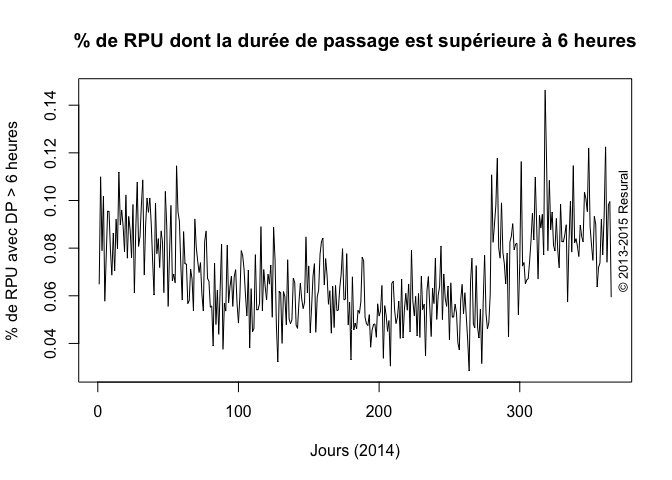 % de RPU dont la durée de passage est supérieure à 6 heures
% de RPU avec DP > 6 heures
0.14
0.12
0.10
0.08
0.06
0.04
© 2013-2015 Resural
0
100
200
300
Jours (2014)